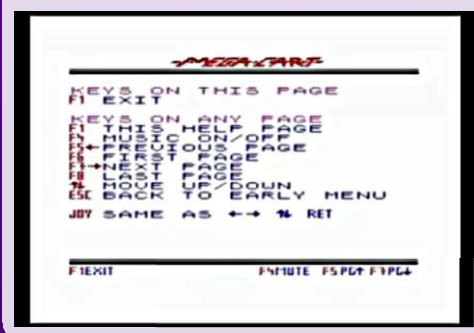 MEGA-CART
KEYS ON THIS PAGE
F1 EXIT
KEYS ON ANY PAGE
F1 THIS HELP PAGE
F4 MUSIC ON/OFF
F5← PREVIOUS PAGE
F6 FIRST PAGE
F7→ NEXT PAGE
F8 LAST PAGE
↑↓ MOVE UP/DOWN
ESC BACK TO EARLY MENU
JOY SAME AS ←→ ↑↓ RET
F1EXIT F4MUTE F5PG↑ F7PG↓